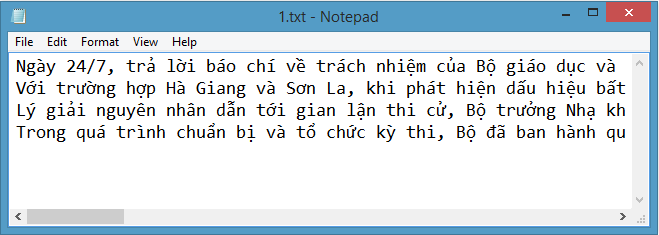 1.txt - Notepad
File Edit Format View Help
Ngày 24/7, trả lời báo chí về trách nhiệm của Bộ giáo dục và
Với trường hợp Hà Giang và Sơn La, khi phát hiện dấu hiệu bất
Lý giải nguyên nhân dẫn tới gian lận thi cử, Bộ trưởng Nhạ kh
Trong quá trình chuẩn bị và tổ chức kỳ thi, Bộ đã ban hành qu